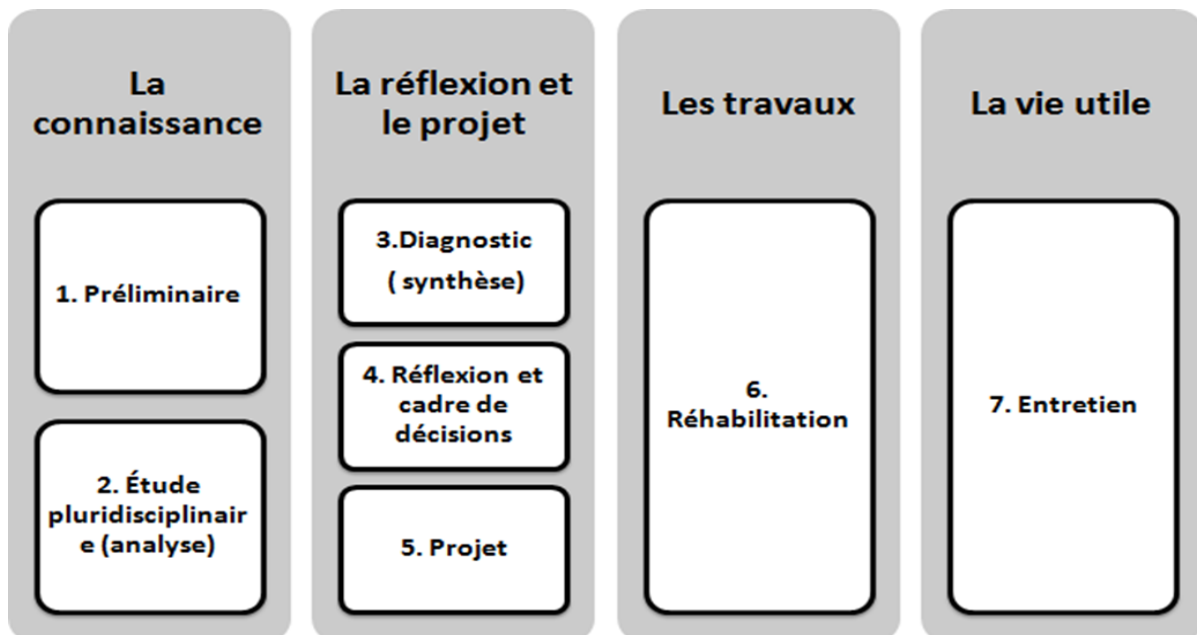 La
connaissance
1. Préliminaire
2. Étude
pluridisciplinair
e (analyse)
La réflexion et
le projet
3.Diagnostic
( synthèse)
4. Réflexion et
cadre de
décisions
5. Projet
Les travaux
6.
Réhabilitation
La vie utile
7. Entretien